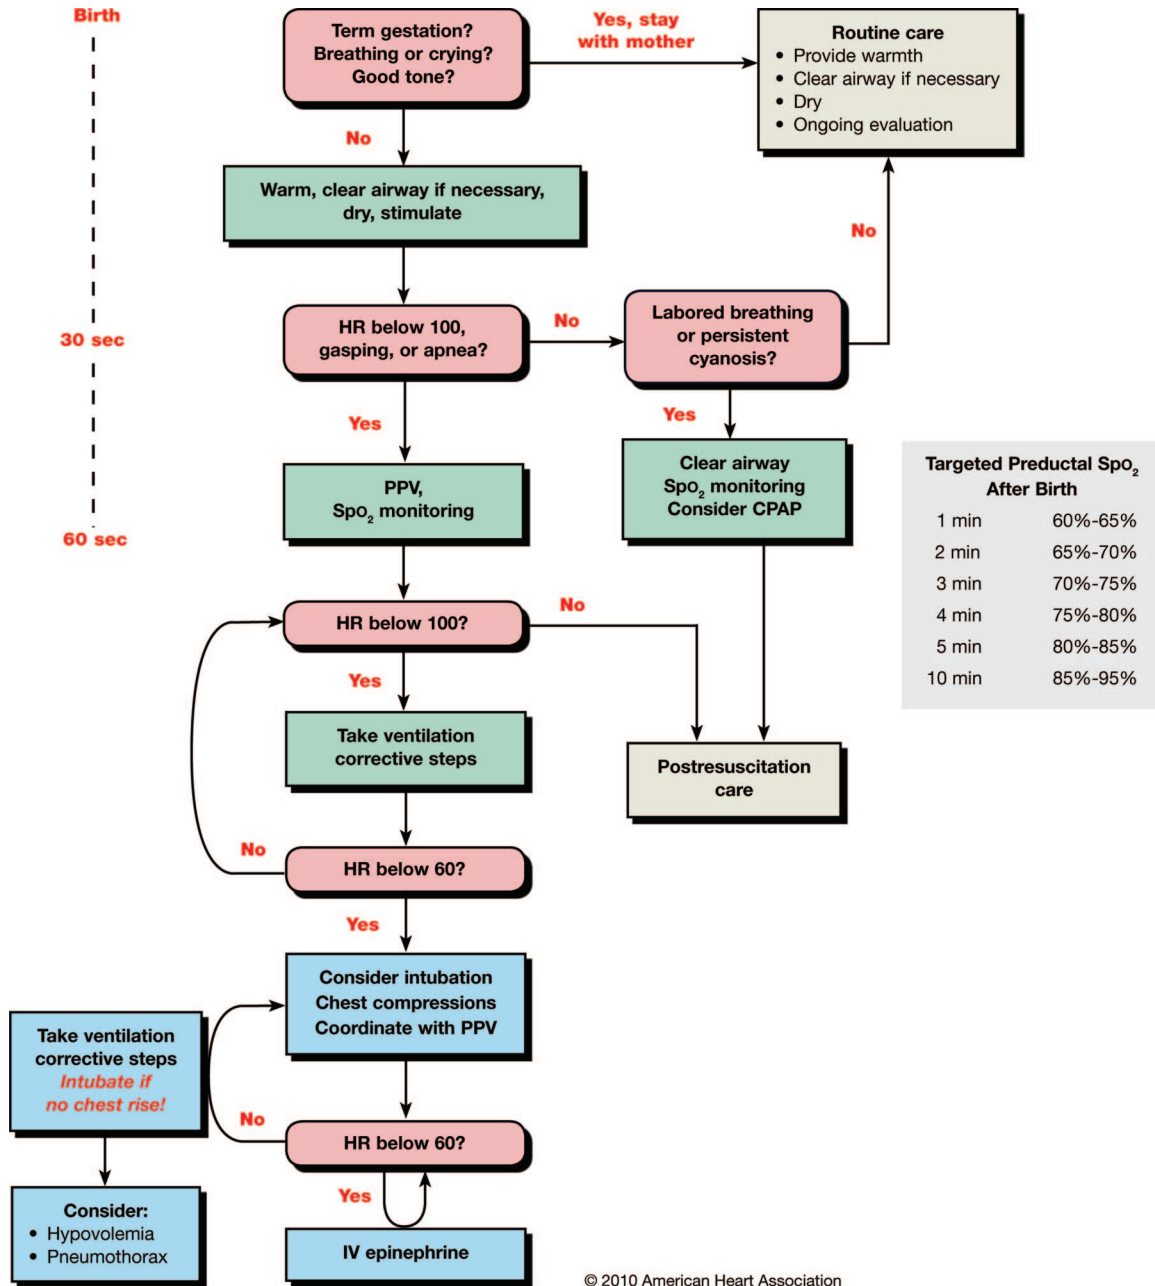 Birth
Term gestation?
Breathing or crying?
Good tone?
Yes, stay
with mother
Routine care
• Provide warmth
• Clear airway if necessary
• Dry
• Ongoing evaluation
No
Warm, clear airway if necessary,
dry, stimulate
No
30 sec
HR below 100,
gasping, or apnea?
No
Labored breathing
or persistent
cyanosis?
Yes
Yes
PPV,
SpO₂ monitoring
Clear airway
SpO₂ monitoring
Consider CPAP
60 sec
Targeted Preductal SpO₂
After Birth
1 min 60%-65%
2 min 65%-70%
3 min 70%-75%
4 min 75%-80%
5 min 80%-85%
10 min 85%-95%
HR below 100?
No
Yes
Take ventilation
corrective steps
Postresuscitation
care
No
HR below 60?
Yes
Consider intubation
Chest compressions
Coordinate with PPV
Take ventilation
corrective steps
Intubate if
no chest rise!
No
HR below 60?
Yes
Consider:
• Hypovolemia
• Pneumothorax
IV epinephrine
© 2010 American Heart Association